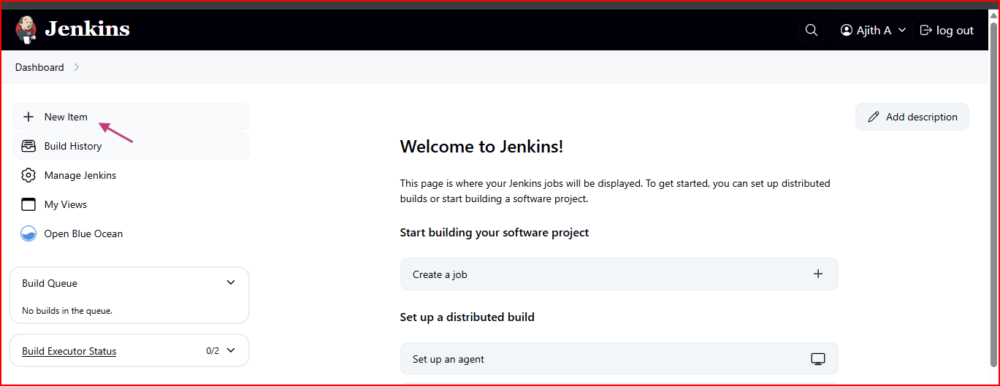 Jenkins
Ajith A
log out
Dashboard
New Item
Build History
Manage Jenkins
My Views
Open Blue Ocean
Build Queue
No builds in the queue.
Build Executor Status
0/2
Add description
Welcome to Jenkins!
This page is where your Jenkins jobs will be displayed. To get started, you can set up distributed
builds or start building a software project.
Start building your software project
Create a job
Set up a distributed build
Set up an agent